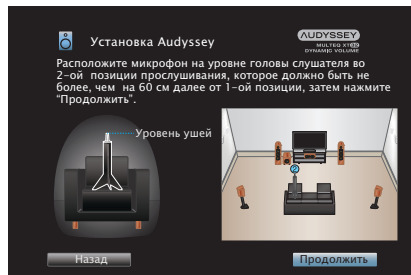 Установка Audyssey
AUDYSSEY
MULTEQ XT32
DYNAMIC VOLUME
Расположите микрофон на уровне головы слушателя во
2-ой позиции прослушивания, которое должно быть не
более, чем на 60 см далее от 1-ой позиции, затем нажмите
"Продолжить".
Уровень ушей
2
Назад
Продолжить